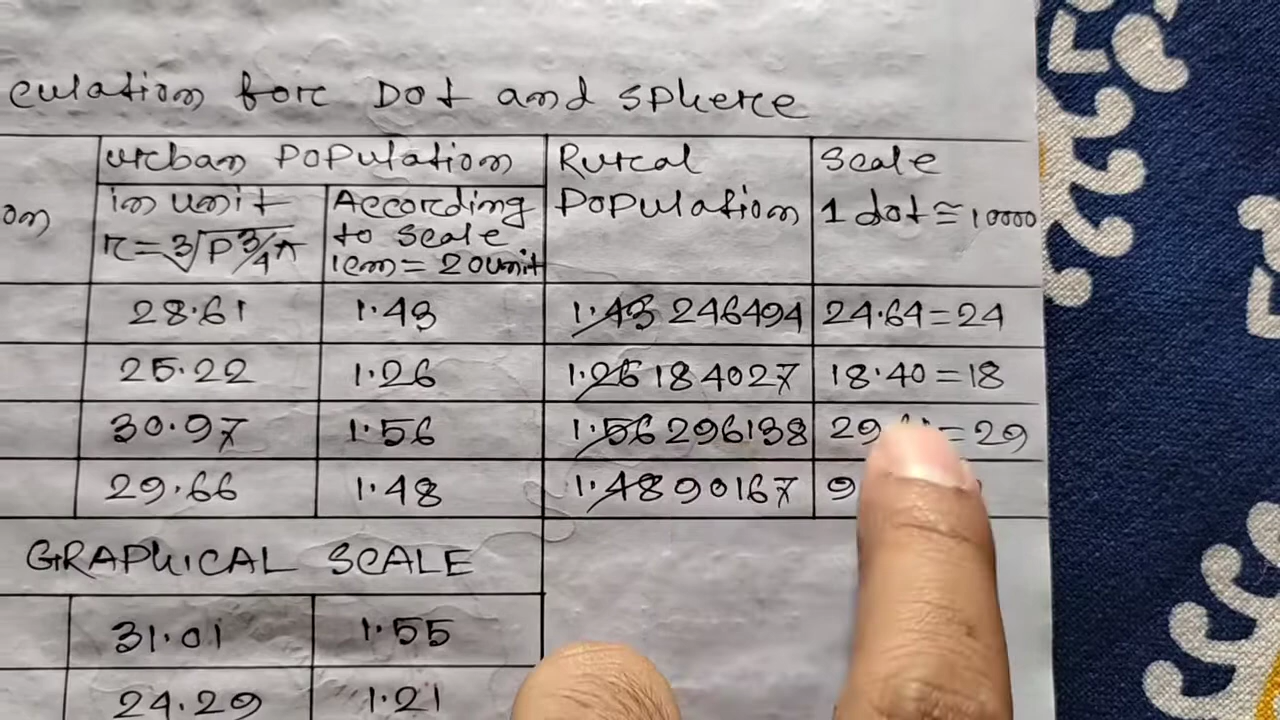 culation for Dot and sphere
on
urban population
in unit
r=3√P3/4π
According
to scale
1cm=20unit
Rural
Population
Scale
1 dot≅10000
28.61 1.43 1.43 246494 24.64=24
25.22 1.26 1.26 184027 18.40=18
30.97 1.56 1.56 296138 29 =29
29.66 1.48 1.48 90167 9
GRAPHICAL SCALE
31.01 1.55
24.29 1.21